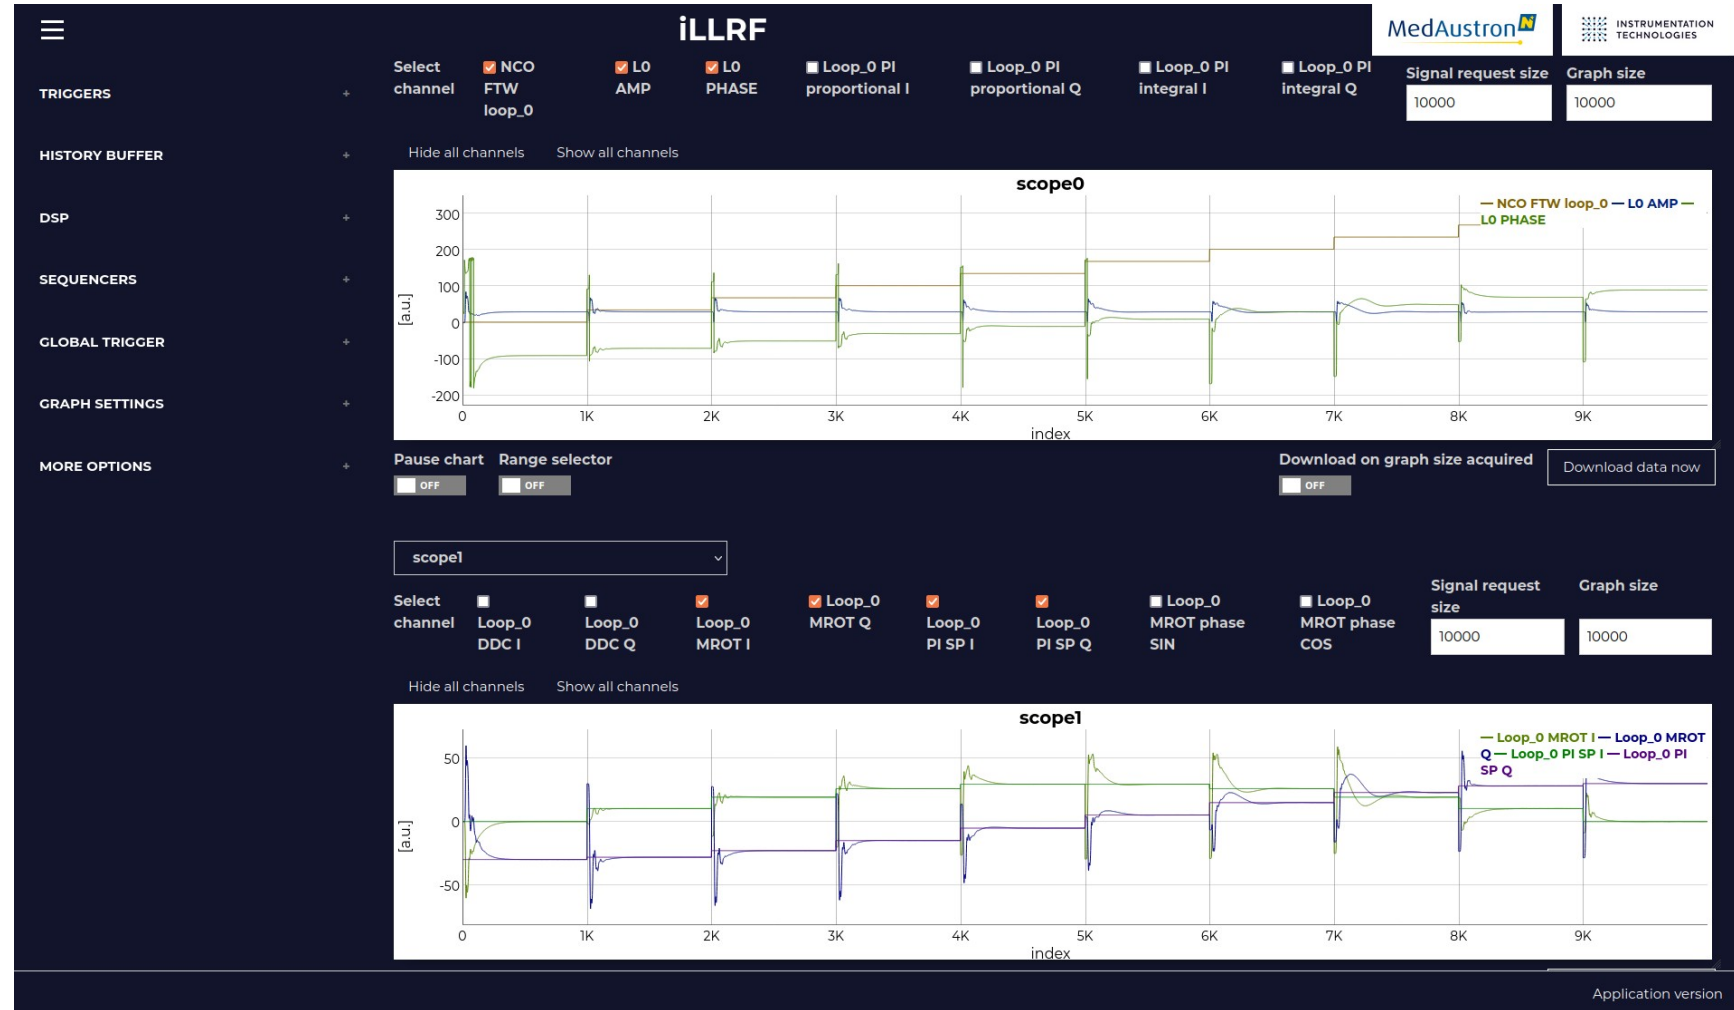 iLLRF
MedAustron
INSTRUMENTATION
TECHNOLOGIES
TRIGGERS +
HISTORY BUFFER +
DSP +
SEQUENCERS +
GLOBAL TRIGGER +
GRAPH SETTINGS +
MORE OPTIONS +
Select channel
NCO FTW loop_0
L0 AMP
L0 PHASE
Loop_0 PI proportional I
Loop_0 PI proportional Q
Loop_0 PI integral I
Loop_0 PI integral Q
Signal request size
10000
Graph size
10000
Hide all channels
Show all channels
scope0
NCO FTW loop_0 — L0 AMP —
L0 PHASE
300
200
100
0
-100
-200
[a.u.]
0 1K 2K 3K 4K 5K 6K 7K 8K 9K
index
Pause chart
OFF
Range selector
OFF
Download on graph size acquired
OFF
Download data now
scope1
Select channel
Loop_0 DDC I
Loop_0 DDC Q
Loop_0 MROT I
Loop_0 MROT Q
Loop_0 PI SP I
Loop_0 PI SP Q
Loop_0 MROT phase SIN
Loop_0 MROT phase COS
Signal request size
10000
Graph size
10000
Hide all channels
Show all channels
scope1
— Loop_0 MROT I — Loop_0 MROT
Q — Loop_0 PI SP I — Loop_0 PI
SP Q
50
0
-50
[a.u.]
0 1K 2K 3K 4K 5K 6K 7K 8K 9K
index
Application version